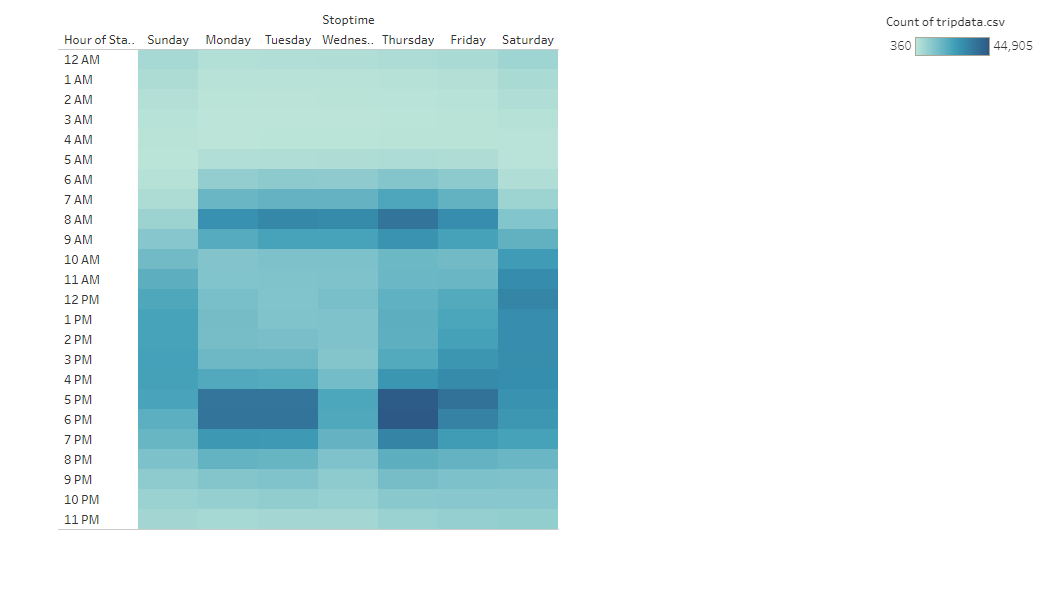 Stoptime
Hour of Sta.. Sunday Monday Tuesday Wednes.. Thursday Friday Saturday
12 AM
1 AM
2 AM
3 AM
4 AM
5 AM
6 AM
7 AM
8 AM
9 AM
10 AM
11 AM
12 PM
1 PM
2 PM
3 PM
4 PM
5 PM
6 PM
7 PM
8 PM
9 PM
10 PM
11 PM
Count of tripdata.csv
360 44,905